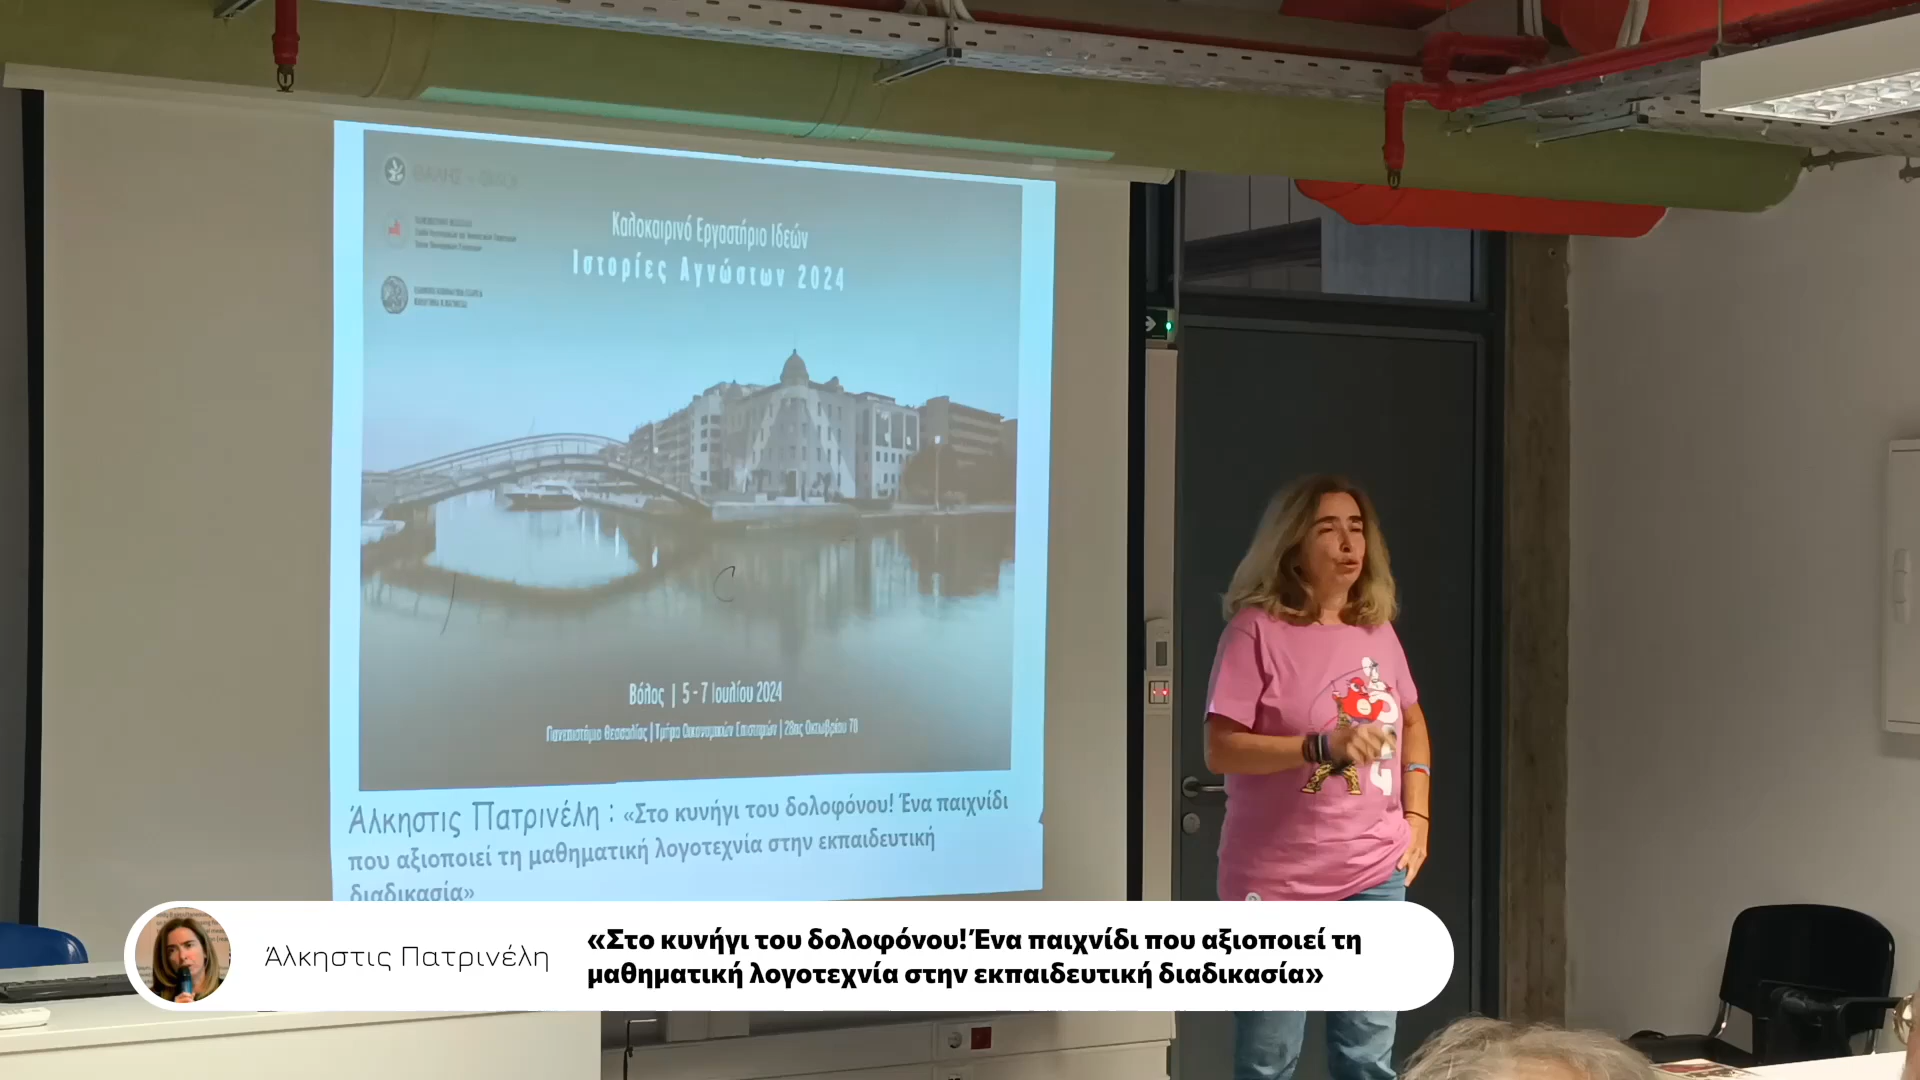 Καλοκαιρινό Εργαστήριο Ιδεών
Ιστορίες Αγνώστων 2024
Βόλος | 5 - 7 Ιουλίου 2024
Πανεπιστήμιο Θεσσαλίας | Τμήμα Οικονομικών Επιστημών | 28ης Οκτωβρίου 78
Άλκηστις Πατρινέλη : «Στο κυνήγι του δολοφόνου! Ένα παιχνίδι
που αξιοποιεί τη μαθηματική λογοτεχνία στην εκπαιδευτική
διαδικασία»
Άλκηστις Πατρινέλη
«Στο κυνήγι του δολοφόνου! Ένα παιχνίδι που αξιοποιεί τη
μαθηματική λογοτεχνία στην εκπαιδευτική διαδικασία»